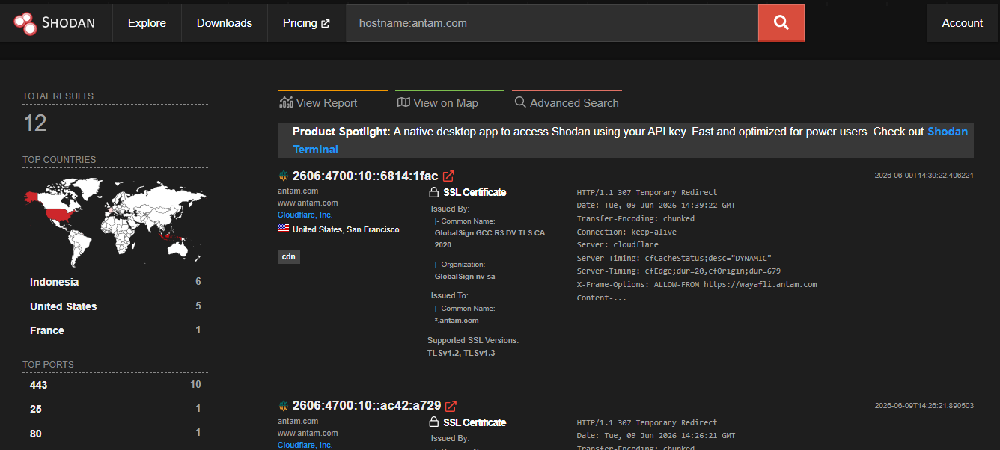 SHODAN
Explore
Downloads
Pricing
hostname:antam.com
Account
TOTAL RESULTS
12
TOP COUNTRIES
Indonesia 6
United States 5
France 1
TOP PORTS
443 10
25 1
80 1
View Report
View on Map
Advanced Search
Product Spotlight: A native desktop app to access Shodan using your API key. Fast and optimized for power users. Check out Shodan
Terminal
2606:4700:10::6814:1fac
2026-06-09T14:39:22.406221
antam.com
www.antam.com
Cloudflare, Inc.
United States, San Francisco
cdn
SSL Certificate
Issued By:
|- Common Name:
GlobalSign GCC R3 DV TLS CA
2020
|- Organization:
GlobalSign nv-sa
Issued To:
|- Common Name:
*.antam.com
Supported SSL Versions:
TLSv1.2, TLSv1.3
HTTP/1.1 307 Temporary Redirect
Date: Tue, 09 Jun 2026 14:39:22 GMT
Transfer-Encoding: chunked
Connection: keep-alive
Server: cloudflare
Server-Timing: cfCacheStatus;desc="DYNAMIC"
Server-Timing: cfEdge;dur=20,cfOrigin;dur=679
X-Frame-Options: ALLOW-FROM https://wayafli.antam.com
Content-...
2606:4700:10::ac42:a729
2026-06-09T14:26:21.890503
antam.com
www.antam.com
Cloudflare, Inc.
SSL Certificate
Issued By:
|- Common Name:
HTTP/1.1 307 Temporary Redirect
Date: Tue, 09 Jun 2026 14:26:21 GMT
Transfer-Encoding: chunked